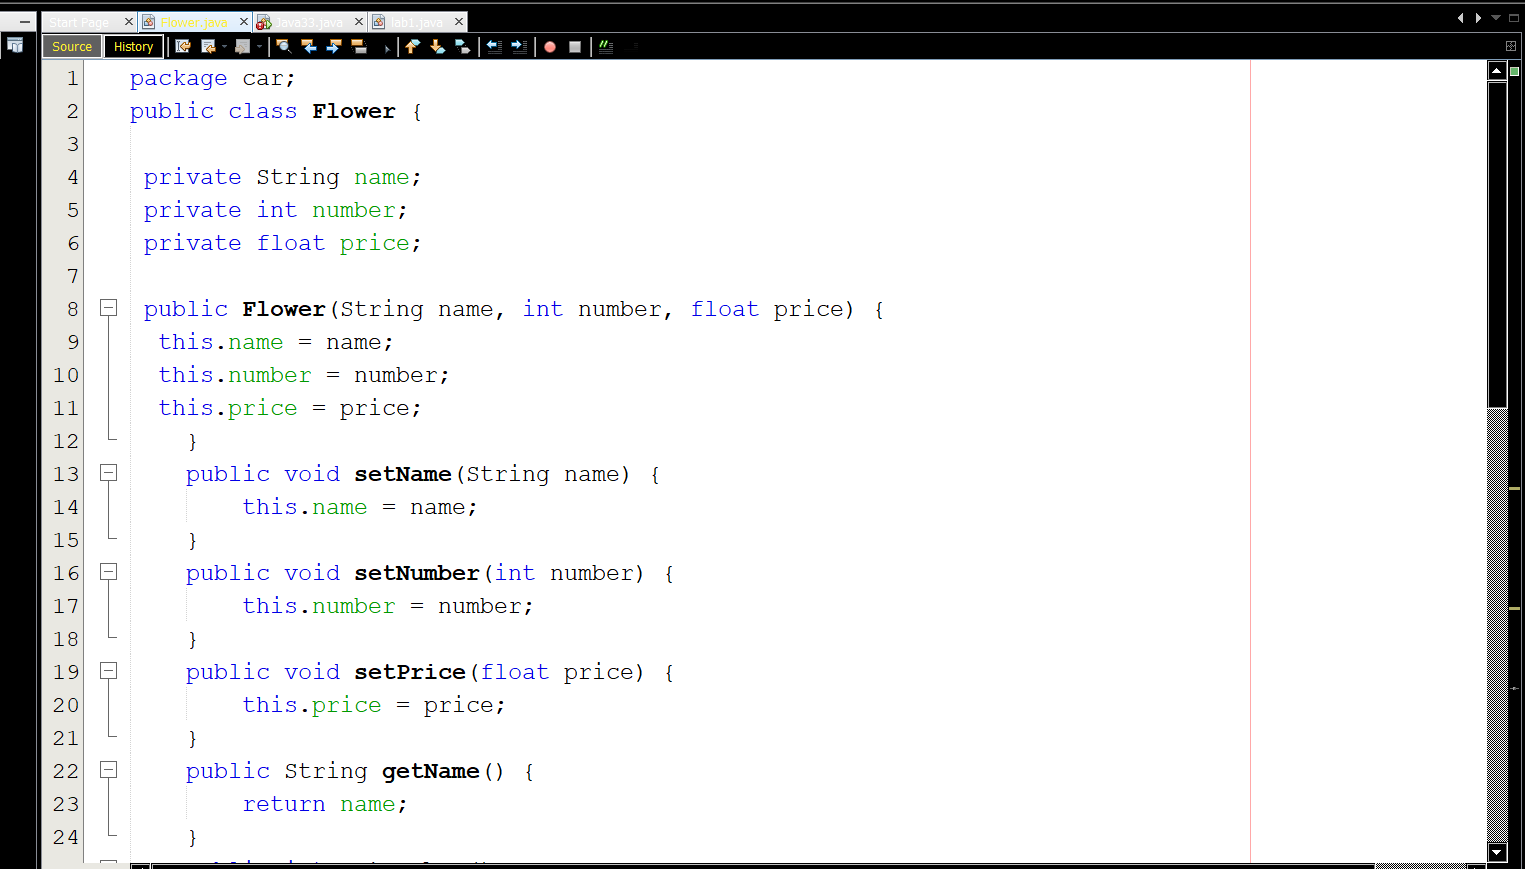 Start Page Flower.java Java33.java lab1.java
Source History
1 package car;
2 public class Flower {
3
4 private String name;
5 private int number;
6 private float price;
7
8 public Flower(String name, int number, float price) {
9 this.name = name;
10 this.number = number;
11 this.price = price;
12 }
13 public void setName(String name) {
14 this.name = name;
15 }
16 public void setNumber(int number) {
17 this.number = number;
18 }
19 public void setPrice(float price) {
20 this.price = price;
21 }
22 public String getName() {
23 return name;
24 }